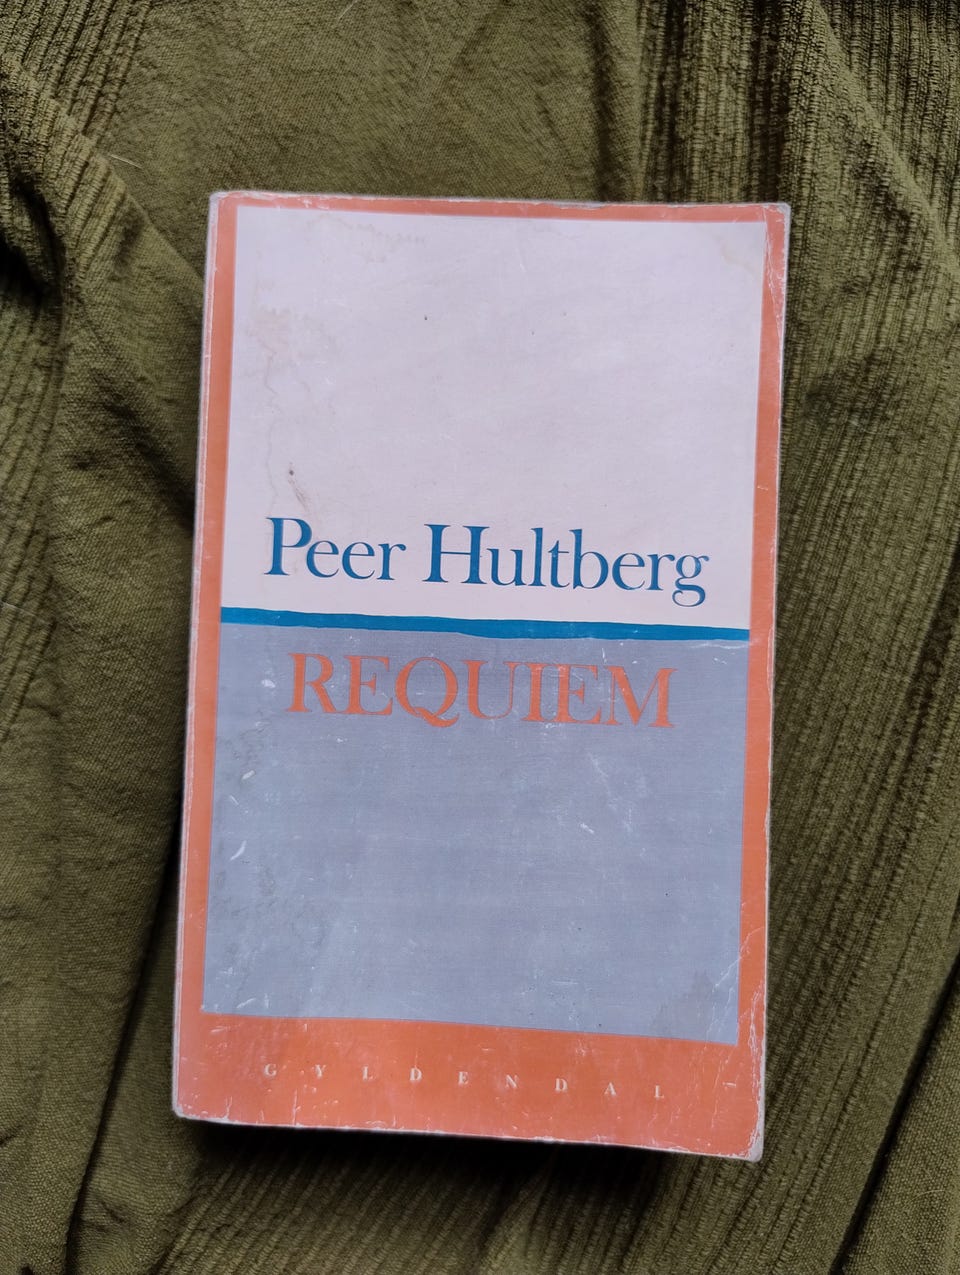 Peer Hultberg
REQUIEM
GYLDENDAL